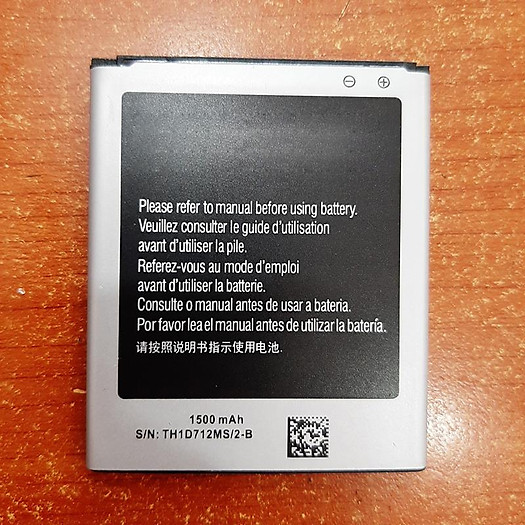 ⊖ ⊕
Please refer to manual before using battery.
Veuillez consulter le guide d'utilisation
avant d'utiliser la pile.
Referez-vous au mode d'emploi
avant d'utiliser la batterie.
Consulte o manual antes de usar a bateria.
Por favor lea el manual antes de utilizar la batería.
请按照说明书指示使用电池.
1500 mAh
S/N: TH1D712MS/2-B